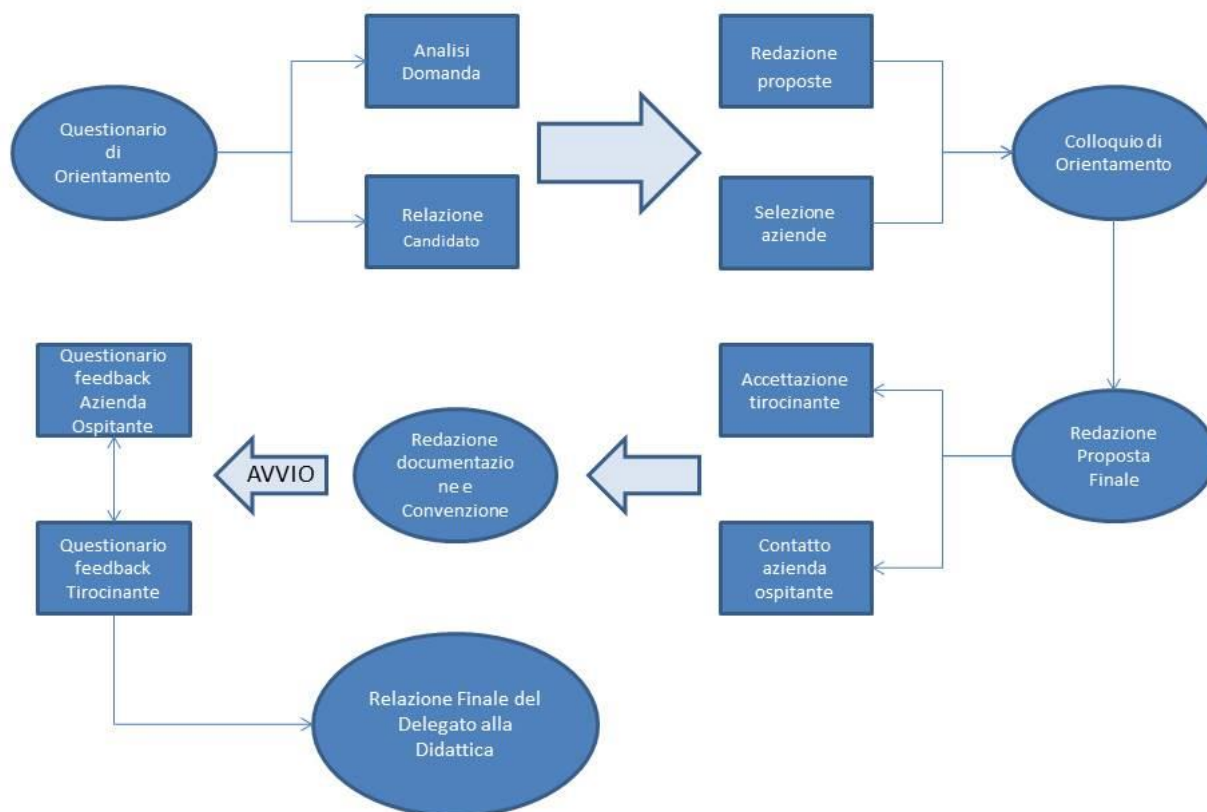 Questionario
di
Orientamento
Analisi
Domanda
Relazione
Candidato
Redazione
proposte
Selezione
aziende
Colloquio di
Orientamento
Redazione
Proposta
Finale
Accettazione
tirocinante
Contatto
azienda
ospitante
Redazione
documentazio
ne e
Convenzione
AVVIO
Questionario
feedback
Azienda
Ospitante
Questionario
feedback
Tirocinante
Relazione Finale del
Delegato alla
Didattica